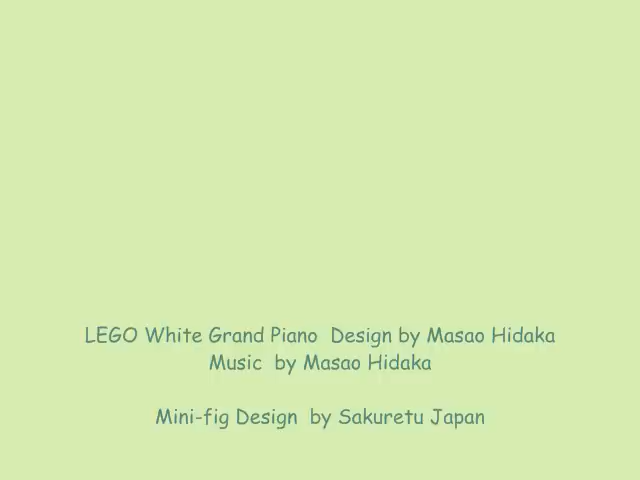 LEGO White Grand Piano  Design by Masao Hidaka
Music  by Masao Hidaka
Mini-fig Design  by Sakuretu Japan